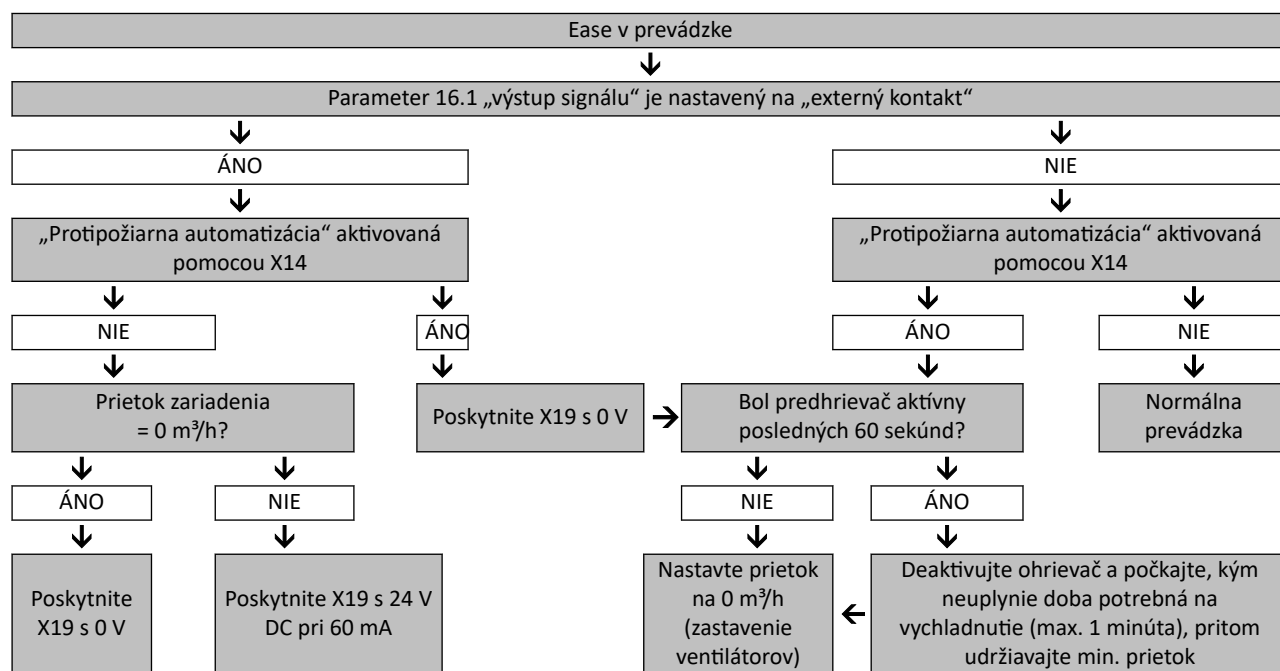 Ease v prevádzke
Parameter 16.1 „výstup signálu“ je nastavený na „externý kontakt“
ÁNO
NIE
„Protipožiarna automatizácia“ aktivovaná
pomocou X14
„Protipožiarna automatizácia“ aktivovaná
pomocou X14
NIE
ÁNO
ÁNO
NIE
Prietok zariadenia
= 0 m³/h?
Poskytnite X19 s 0 V
Bol predhrievač aktívny
posledných 60 sekúnd?
Normálna
prevádzka
ÁNO
NIE
NIE
ÁNO
Poskytnite
X19 s 0 V
Poskytnite X19 s 24 V
DC pri 60 mA
Nastavte prietok
na 0 m³/h
(zastavenie
ventilátorov)
Deaktivujte ohrievač a počkajte, kým
neuplynie doba potrebná na
vychladnutie (max. 1 minúta), pritom
udržiavajte min. prietok